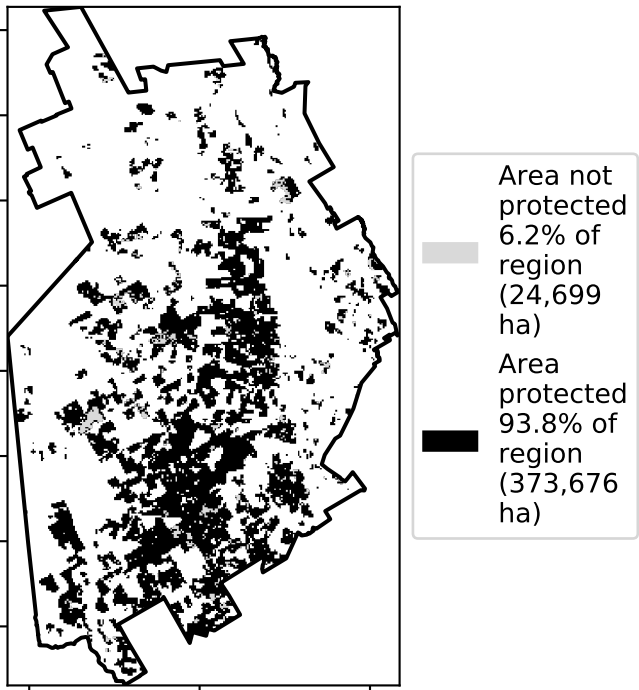 Area not
protected
6.2% of
region
(24,699
ha)
Area
protected
93.8% of
region
(373,676
ha)